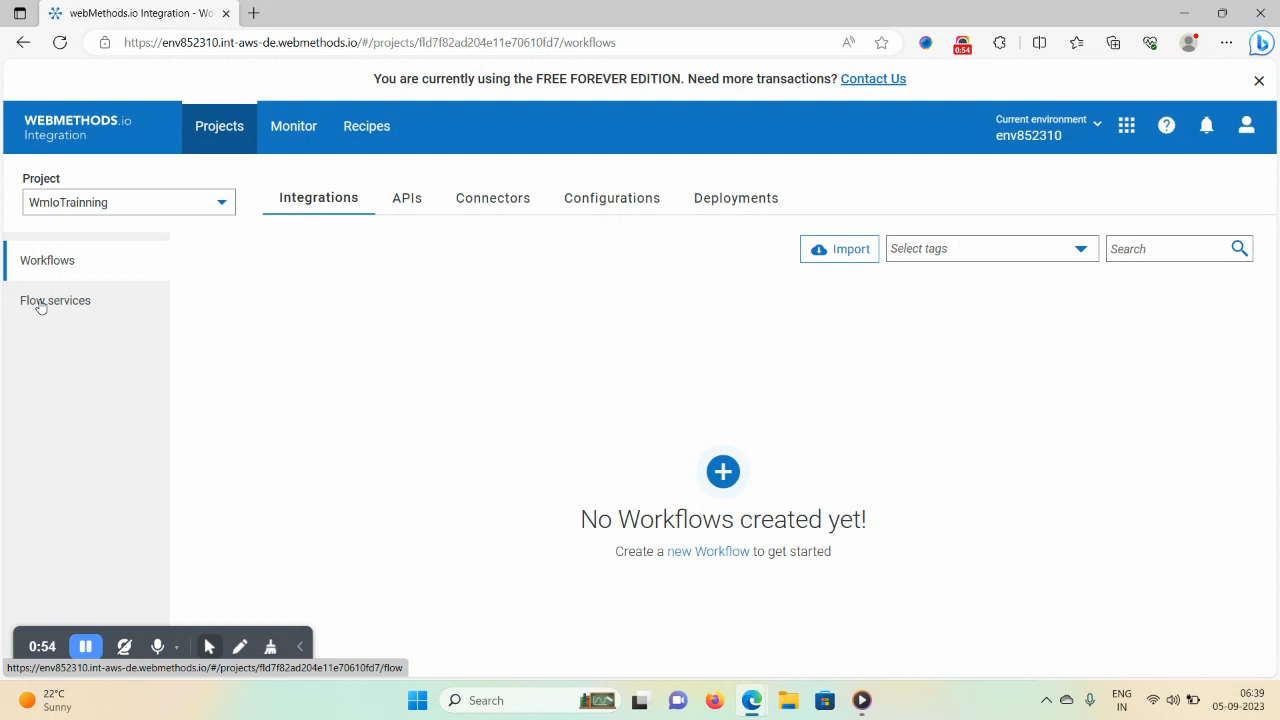 webMethods.io Integration - Wo
https://env852310.int-aws-de.webmethods.io/#/projects/fld7f82ad204e11e70610fd7/workflows
0:54
You are currently using the FREE FOREVER EDITION. Need more transactions? Contact Us
WEBMETHODS.io
Integration
Projects
Monitor
Recipes
Current environment
env852310
Project
WmIoTrainning
Integrations
APIs
Connectors
Configurations
Deployments
Workflows
Import
Select tags
Search
Flow services
No Workflows created yet!
Create a new Workflow to get started
0:54
https://env852310.int-aws-de.webmethods.io/#/projects/fld7f82ad204e11e70610fd7/flow
22°C
Sunny
Search
ENG
IN
06:39
05-09-2023